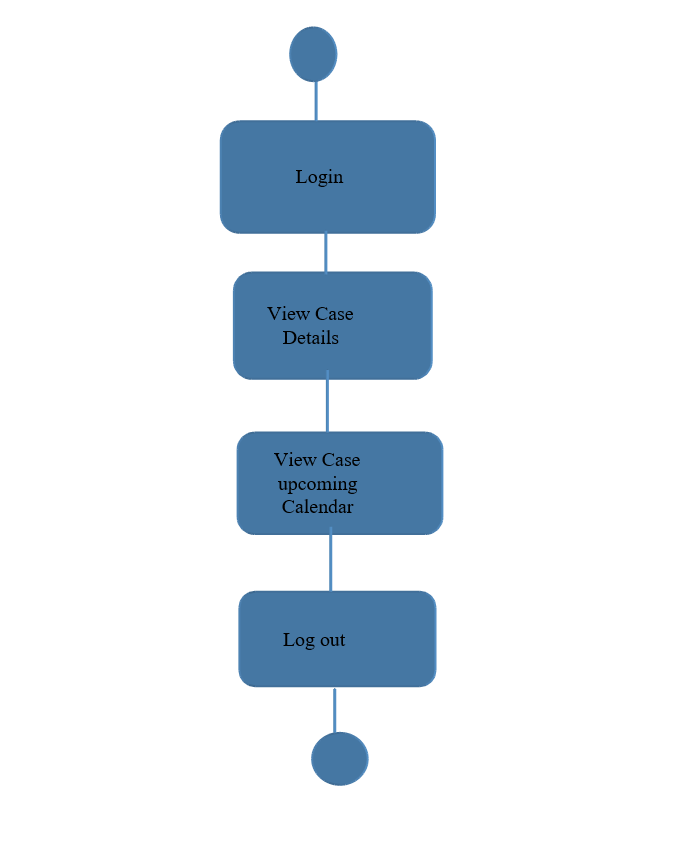 Login
View Case
Details
View Case
upcoming
Calendar
Log out